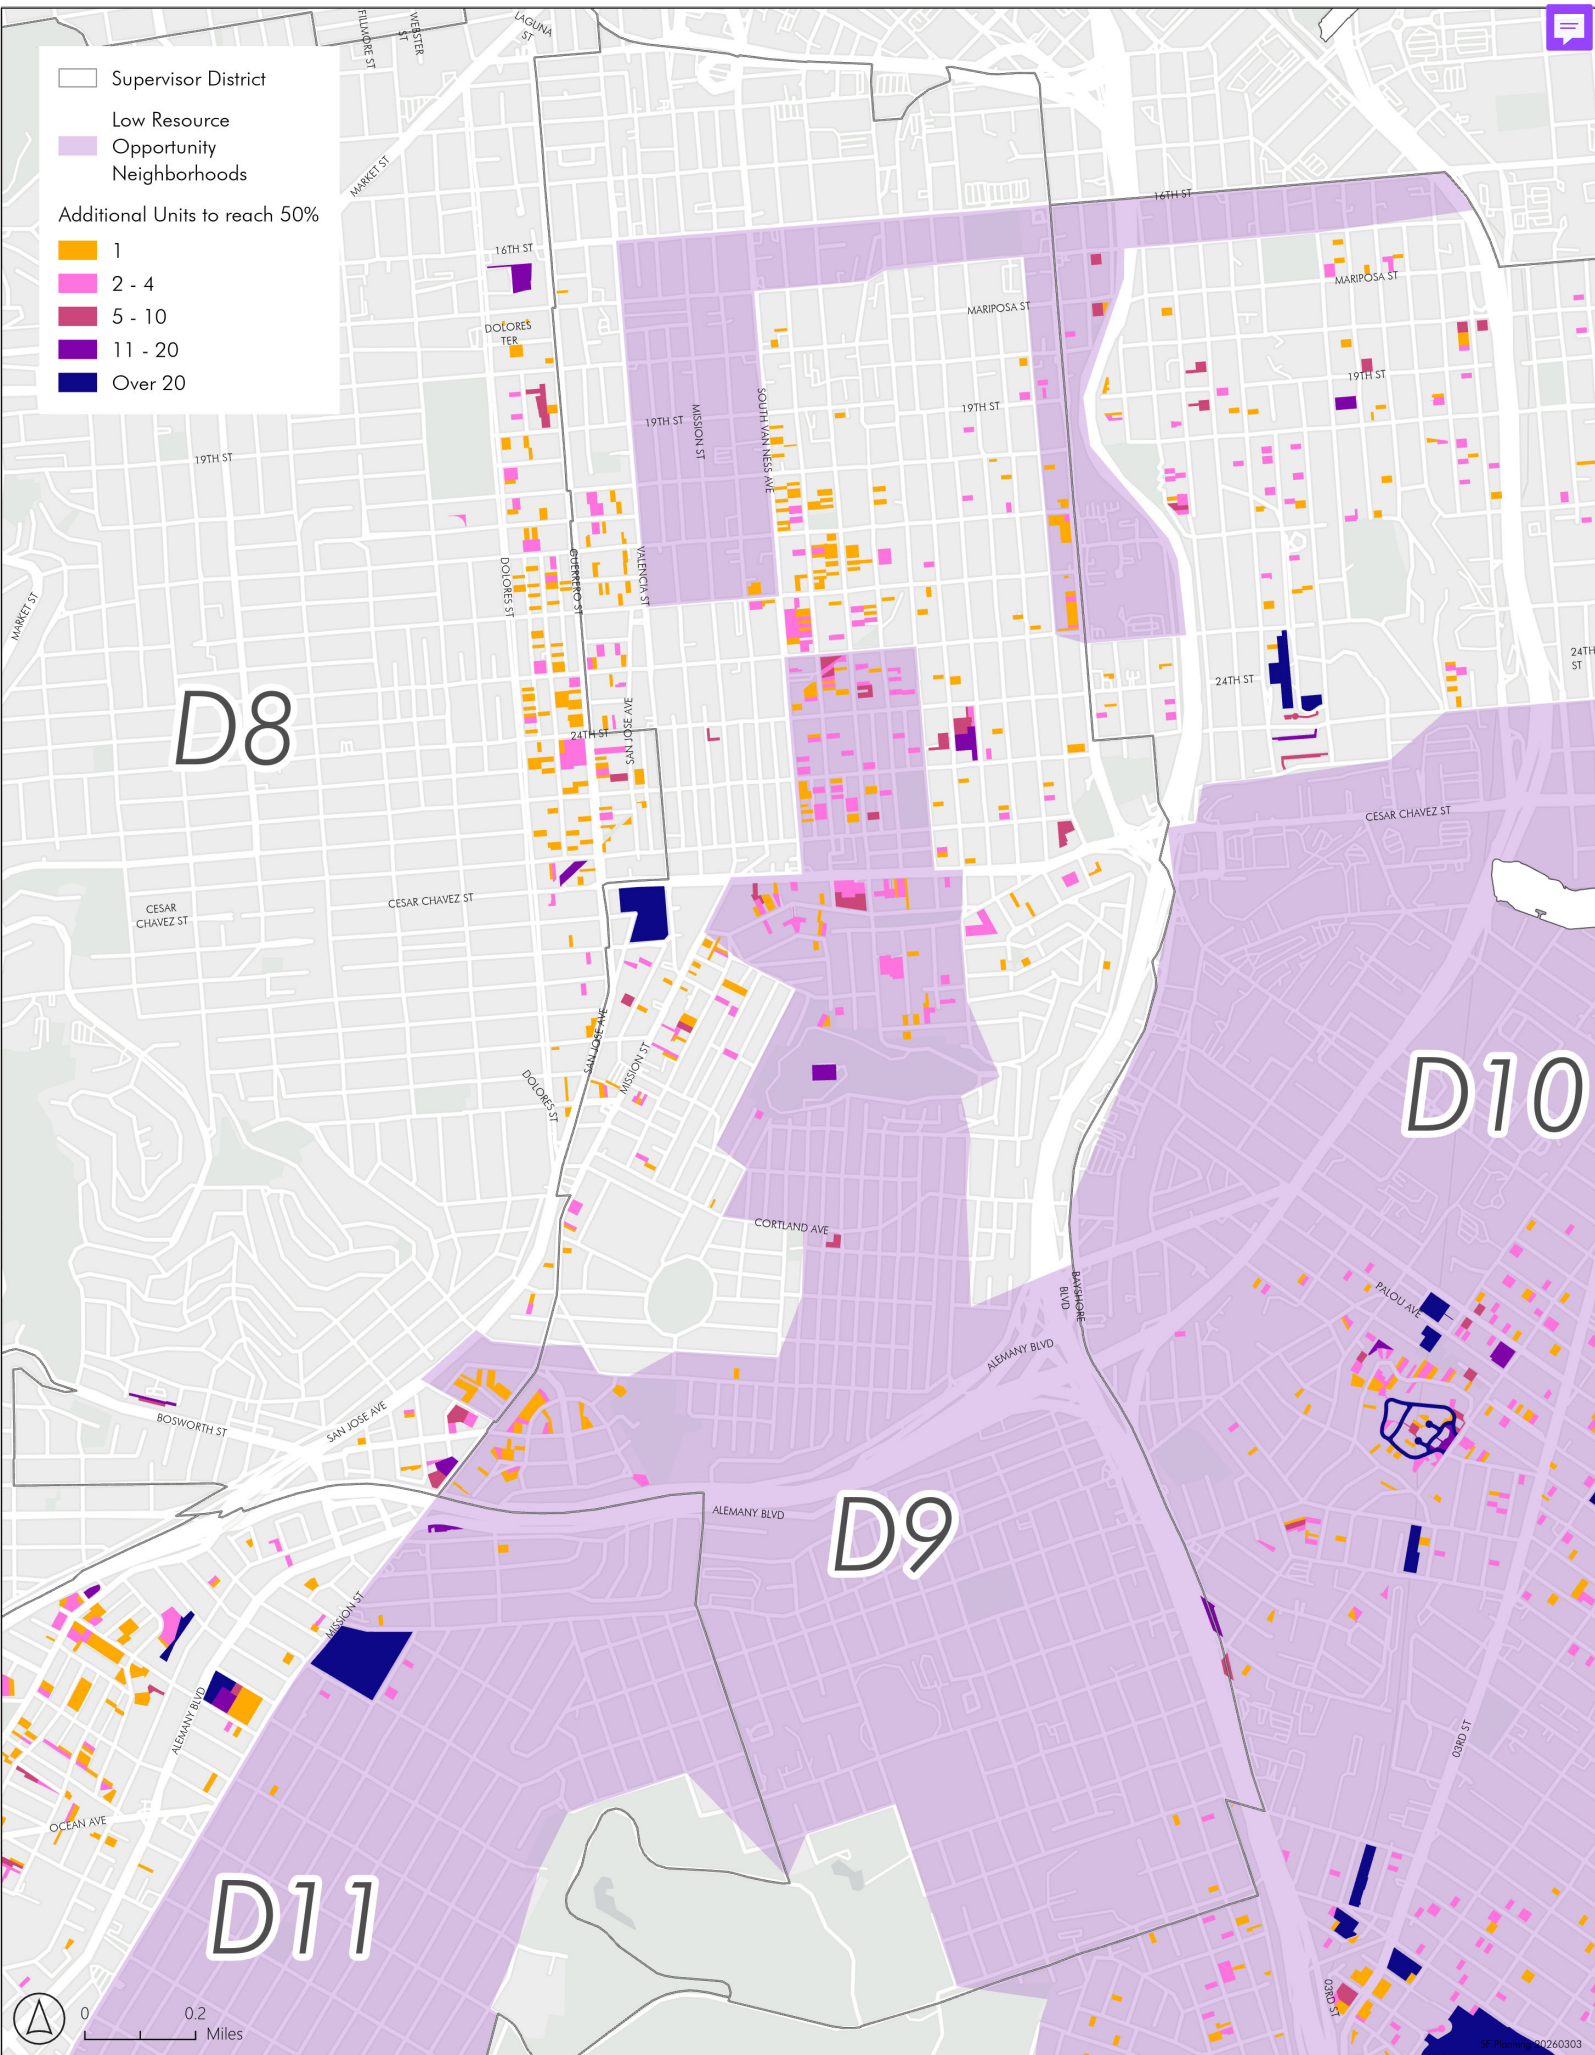 FILLMORE ST
WEBSTER
ST
LAGUNA
ST
Supervisor District
Low Resource
Opportunity
Neighborhoods
Additional Units to reach 50%
1
2 - 4
5 - 10
11 - 20
Over 20
MARKET ST
16TH ST
16TH ST
DOLORES
TER
MARIPOSA ST
MARIPOSA ST
19TH ST
19TH ST
19TH ST
19TH ST
MISSION ST
SOUTH VAN NESS AVE
MARKET ST
DOLORES ST
GUERRERO ST
VALENCIA ST
24TH
ST
24TH ST
24TH ST
SAN JOSE AVE
D8
CESAR CHAVEZ ST
CESAR
CHAVEZ ST
CESAR CHAVEZ ST
SAN JOSE AVE
MISSION ST
DOLORES ST
D10
CORTLAND AVE
BAYSHORE
BLVD
PALOU AVE
ALEMANY BLVD
BOSWORTH ST
SAN JOSE AVE
ALEMANY BLVD
D9
MISSION ST
ALEMANY BLVD
03RD ST
OCEAN AVE
D11
03RD ST
0
0.2
Miles
SF Planning 20260303